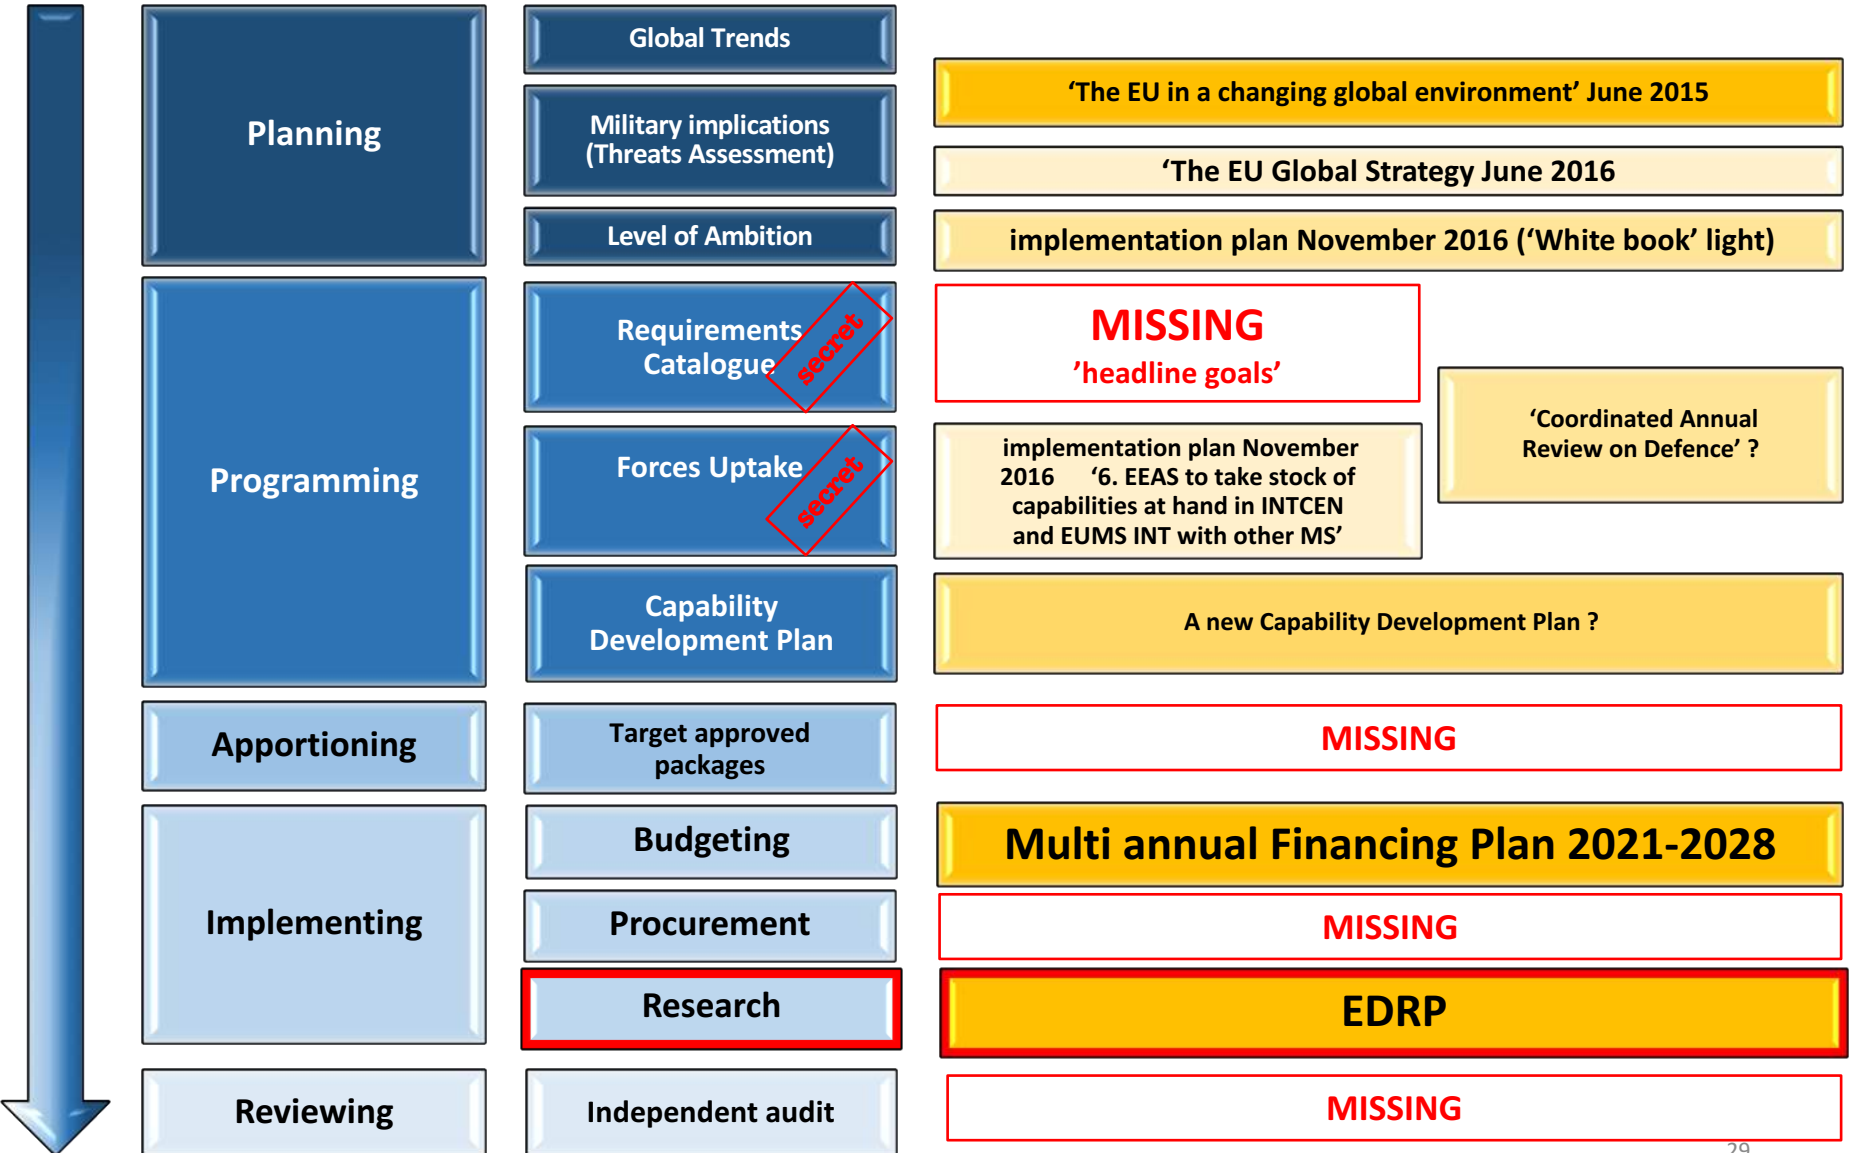 Planning
Global Trends
Military implications
(Threats Assessment)
Level of Ambition
‘The EU in a changing global environment’ June 2015
‘The EU Global Strategy June 2016
implementation plan November 2016 (‘White book’ light)
Programming
Requirements
Catalogue
secret
MISSING
’headline goals’
Forces Uptake
secret
implementation plan November
2016 ‘6. EEAS to take stock of
capabilities at hand in INTCEN
and EUMS INT with other MS’
‘Coordinated Annual
Review on Defence’ ?
Capability
Development Plan
A new Capability Development Plan ?
Apportioning
Target approved
packages
MISSING
Implementing
Budgeting
Multi annual Financing Plan 2021-2028
Procurement
MISSING
Research
EDRP
Reviewing
Independent audit
MISSING
29